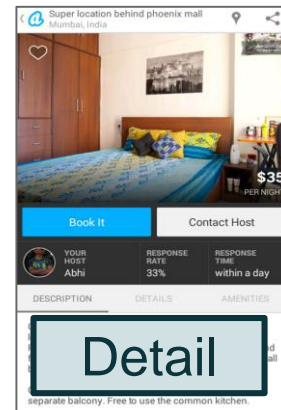 Super location behind phoenix mall
Mumbai, India
$35
PER NIGHT
Book It
Contact Host
YOUR
HOST
Abhi
RESPONSE
RATE
33%
RESPONSE
TIME
within a day
DESCRIPTION
DETAILS
AMENITIES
Detail
separate balcony. Free to use the common kitchen.